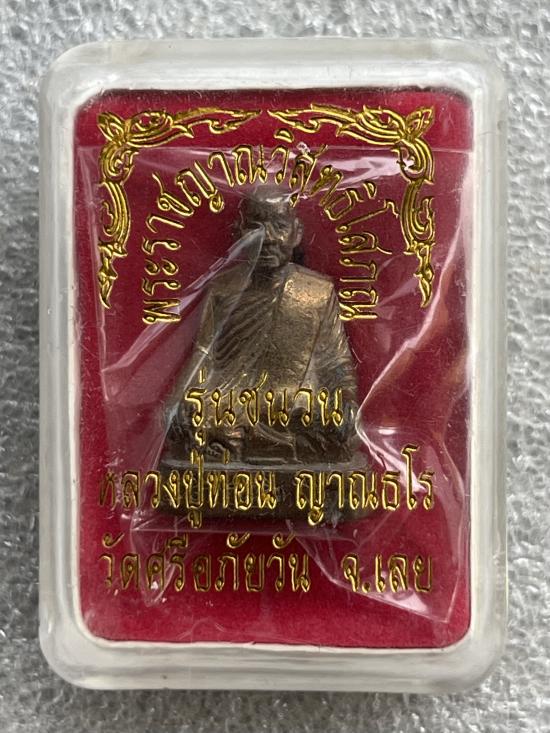 พระราชญาณวิสุทธิโสภณ
รุ่นชนวน
หลวงปู่ท่อน ญาณธโร
วัดศรีอภัยวัน จ.เลย